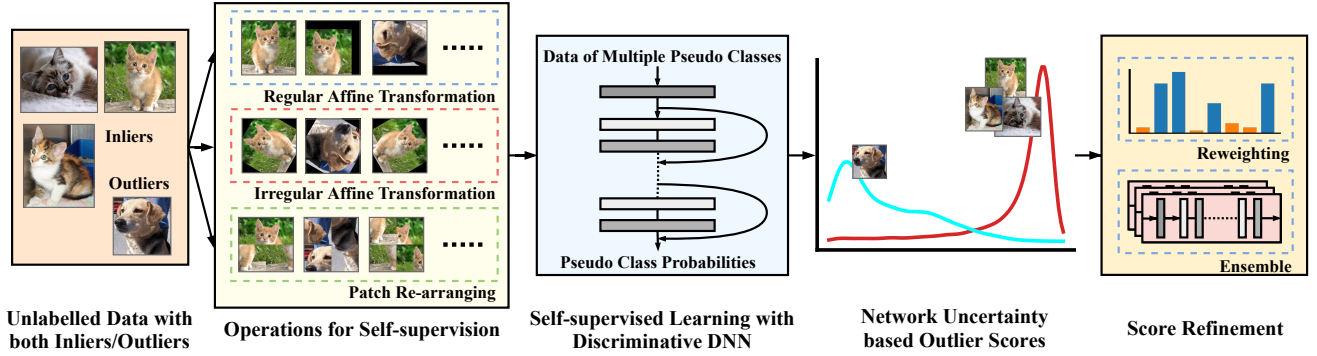 Inliers
Outliers
Unlabelled Data with
both Inliers/Outliers
Regular Affine Transformation
Irregular Affine Transformation
Patch Re-arranging
Operations for Self-supervision
Data of Multiple Pseudo Classes
Pseudo Class Probabilities
Self-supervised Learning with
Discriminative DNN
Network Uncertainty
based Outlier Scores
Reweighting
Ensemble
Score Refinement